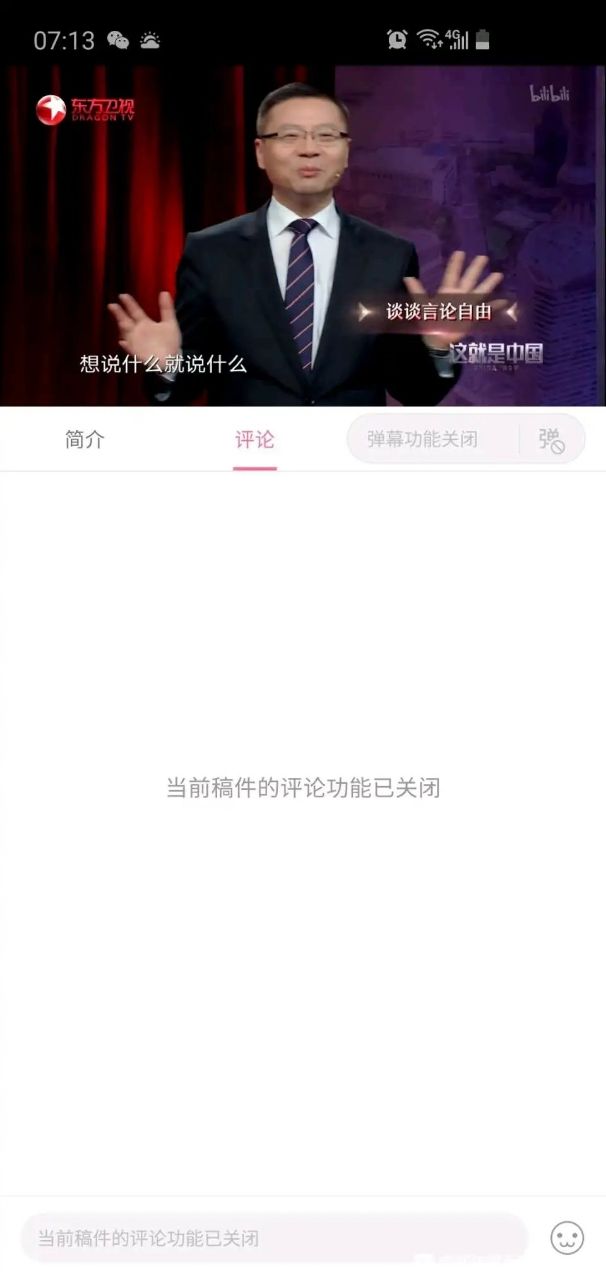 07:13
4G
东方卫视
DRAGON TV
bilibili
谈谈言论自由
这就是中国
想说什么就说什么
简介
评论
弹幕功能关闭
弹
当前稿件的评论功能已关闭
当前稿件的评论功能已关闭